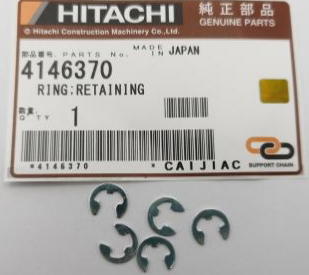 HITACHI 純正部品
GENUINE PARTS
© Hitachi Construction Machinery Co.,Ltd.
部品番号. PARTS No. MADE IN JAPAN
4146370
RING;RETAINING
数量.
Q'TY 1
*4146370 * CAIJIAC
SUPPORT CHAIN